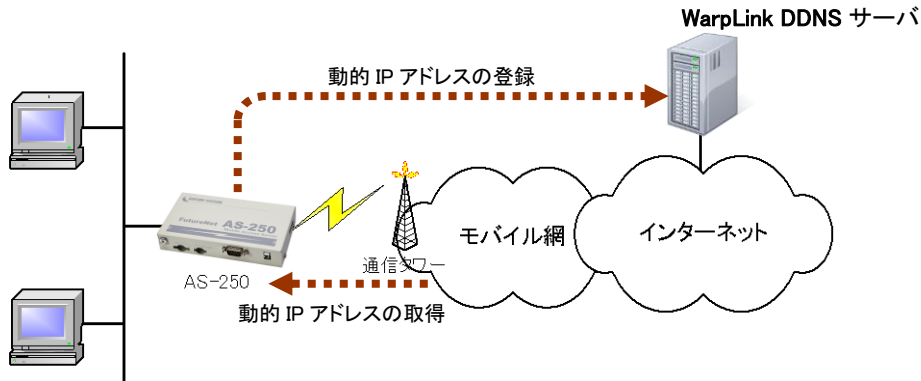 WarpLink DDNS サーバ
動的 IP アドレスの登録
FutureNet AS-250
モバイル網
インターネット
通信タワー
AS-250
動的 IP アドレスの取得